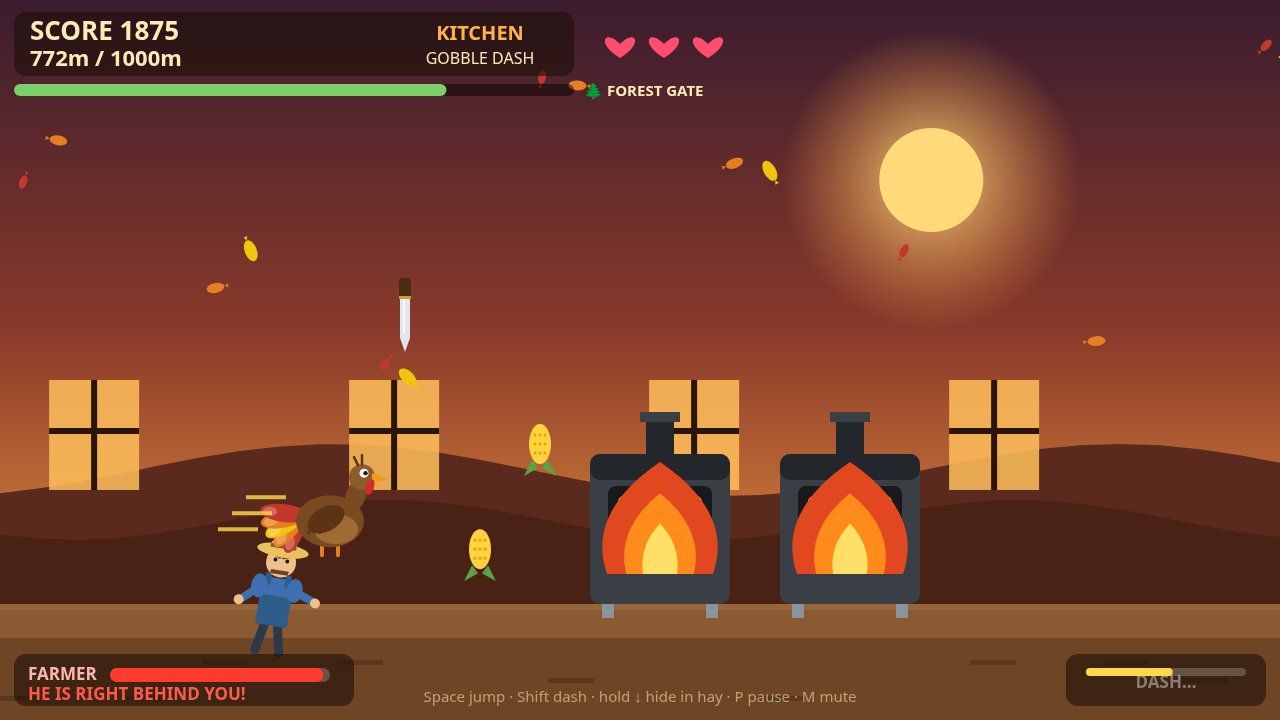 SCORE 1875
772m / 1000m
KITCHEN
GOBBLE DASH
🌲 FOREST GATE
FARMER
HE IS RIGHT BEHIND YOU!
Space jump · Shift dash · hold ↓ hide in hay · P pause · M mute
DASH...